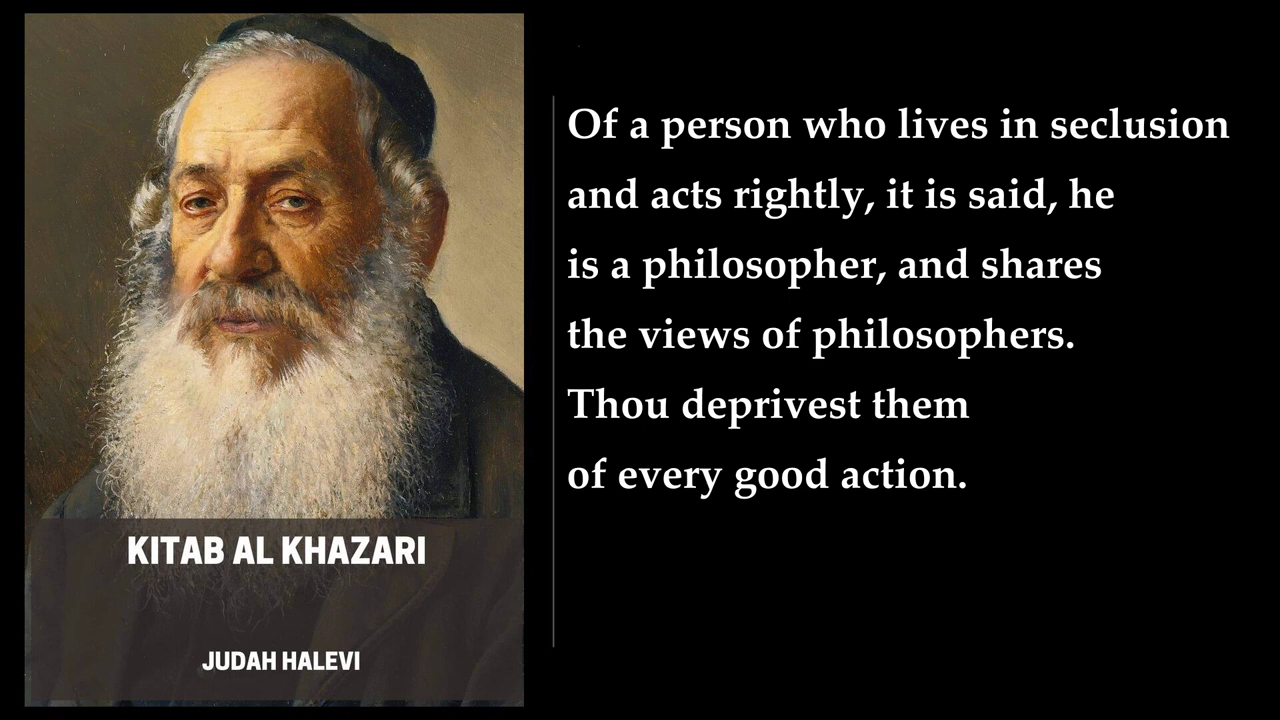 KITAB AL KHAZARI
JUDAH HALEVI
Of a person who lives in seclusion
and acts rightly, it is said, he
is a philosopher, and shares
the views of philosophers.
Thou deprivest them
of every good action.